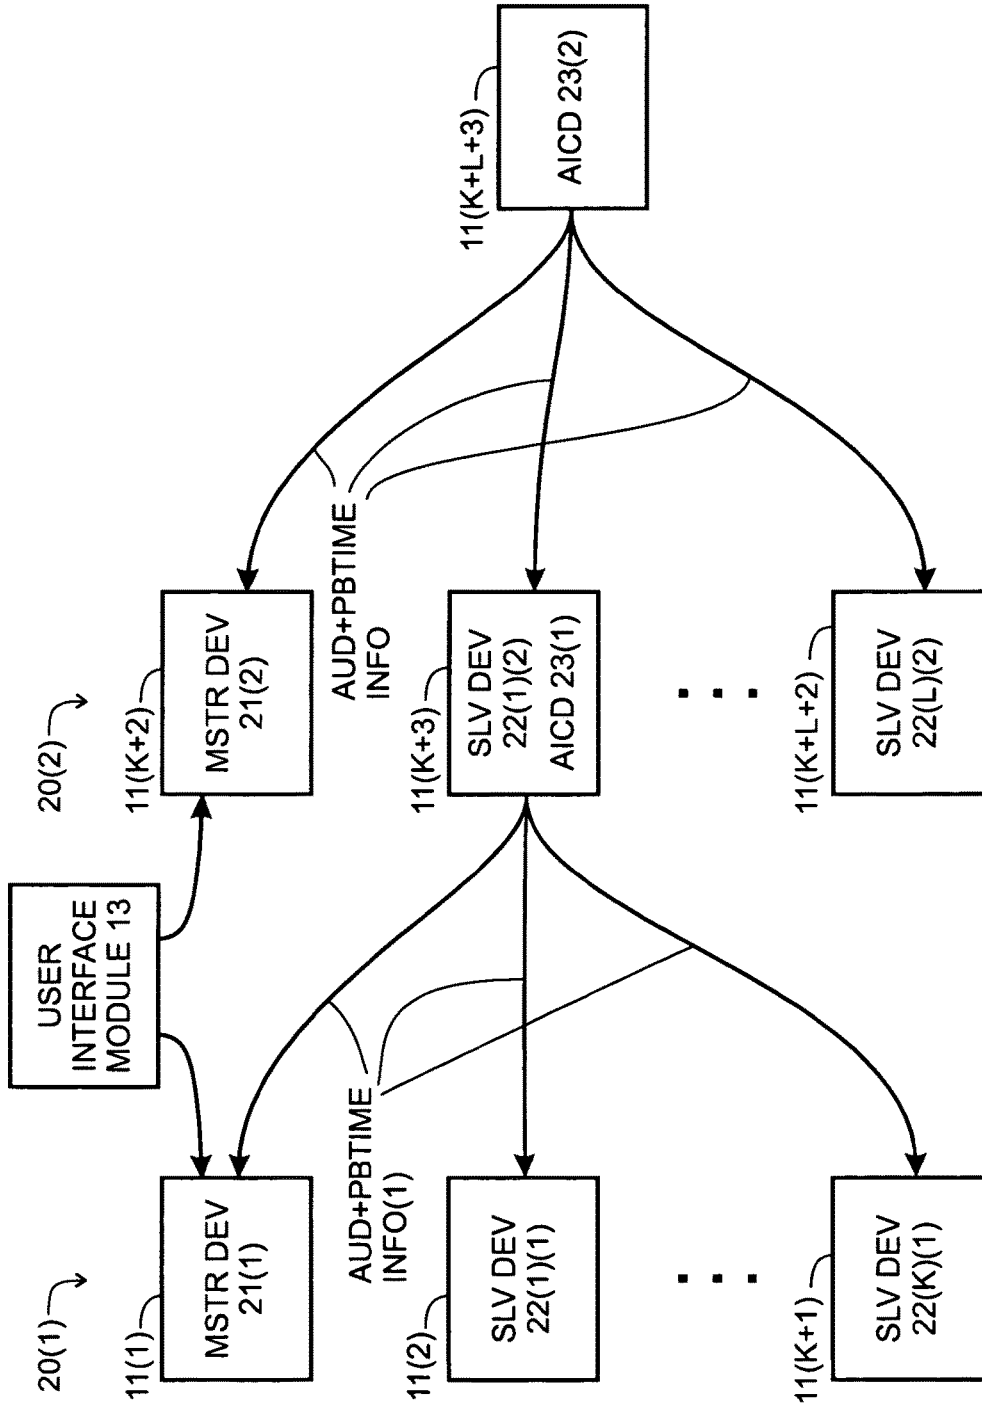 20(1)
11(1)
MSTR DEV
21(1)
AUD+PBTIME
INFO(1)
11(2)
SLV DEV
22(1)(1)
11(K+1)
SLV DEV
22(K)(1)
USER
INTERFACE
MODULE 13
20(2)
11(K+2)
MSTR DEV
21(2)
AUD+PBTIME
INFO
11(K+3)
SLV DEV
22(1)(2)
AICD 23(1)
11(K+L+2)
SLV DEV
22(L)(2)
11(K+L+3)
AICD 23(2)